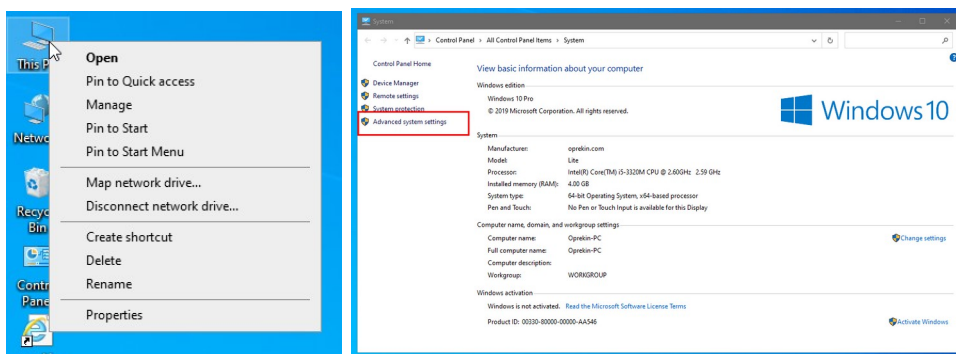 This P
Netwo
Recyc
Bin
Contr
Pane
Open
Pin to Quick access
Manage
Pin to Start
Pin to Start Menu
Map network drive...
Disconnect network drive...
Create shortcut
Delete
Rename
Properties
System
Control Panel › All Control Panel Items › System
Control Panel Home
Device Manager
Remote settings
System protection
Advanced system settings
View basic information about your computer
Windows edition
Windows 10 Pro
© 2019 Microsoft Corporation. All rights reserved.
Windows 10
System
Manufacturer: oprekin.com
Model: Lite
Processor: Intel(R) Core(TM) i5-3320M CPU @ 2.60GHz 2.59 GHz
Installed memory (RAM): 4.00 GB
System type: 64-bit Operating System, x64-based processor
Pen and Touch: No Pen or Touch Input is available for this Display
Computer name, domain, and workgroup settings
Computer name: Oprekin-PC
Change settings
Full computer name: Oprekin-PC
Computer description:
Workgroup: WORKGROUP
Windows activation
Windows is not activated. Read the Microsoft Software License Terms
Product ID: 00330-80000-00000-AA546
Activate Windows